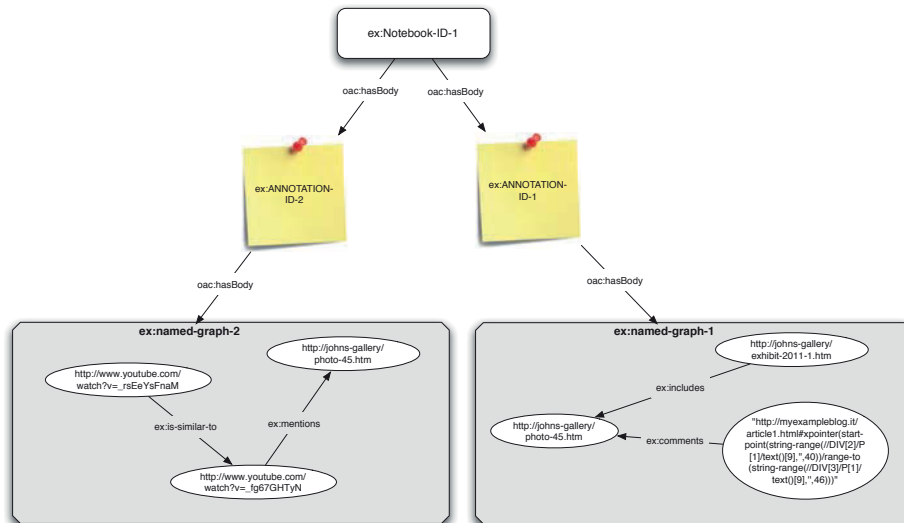 ex:Notebook-ID-1
oac:hasBody
oac:hasBody
ex:ANNOTATION-
ID-2
ex:ANNOTATION-
ID-1
oac:hasBody
oac:hasBody
ex:named-graph-2
http://johns-gallery/
photo-45.htm
http://www.youtube.com/
watch?v=_rsEeYsFnaM
ex:is-similar-to
ex:mentions
http://www.youtube.com/
watch?v=_fg67GHTyN
ex:named-graph-1
http://johns-gallery/
exhibit-2011-1.htm
ex:includes
http://johns-gallery/
photo-45.htm
ex:comments
"http://myexampleblog.it/
article1.html#xpointer(start-
point(string-range(//DIV[2]/P
[1]/text()[9],'',40))/range-to
(string-range(//DIV[3]/P[1]/
text()[9],'',46)))"